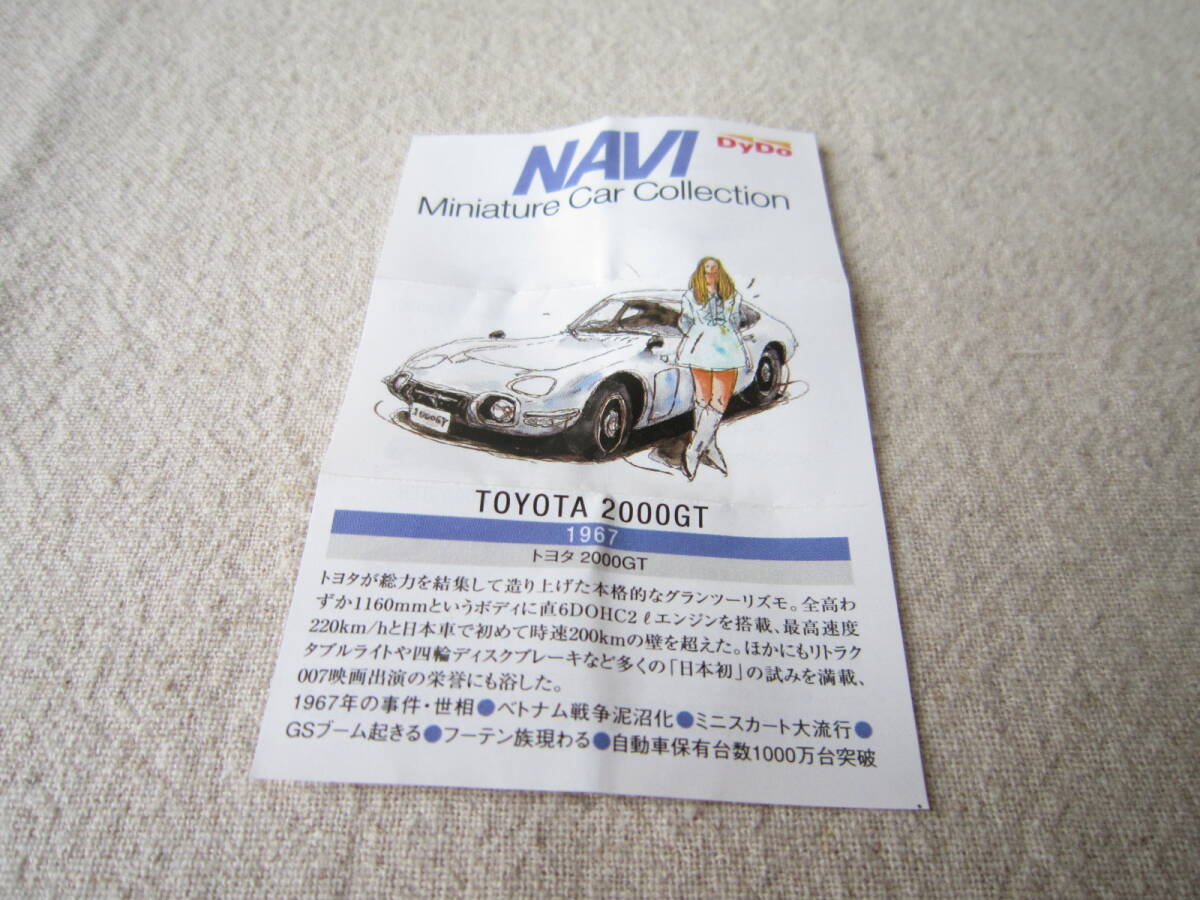 NAVI
DyDo
Miniature Car Collection
2000GT
TOYOTA 2000GT
1967
トヨタ 2000GT
トヨタが総力を結集して造り上げた本格的なグランツーリズモ。全高わ
ずか1160mmというボディに直6DOHC2ℓエンジンを搭載、最高速度
220km/hと日本車で初めて時速200kmの壁を超えた。ほかにもリトラク
タブルライトや四輪ディスクブレーキなど多くの「日本初」の試みを満載、
007映画出演の栄誉にも浴した。
1967年の事件・世相●ベトナム戦争泥沼化●ミニスカート大流行●
GSブーム起きる●フーテン族現わる●自動車保有台数1000万台突破